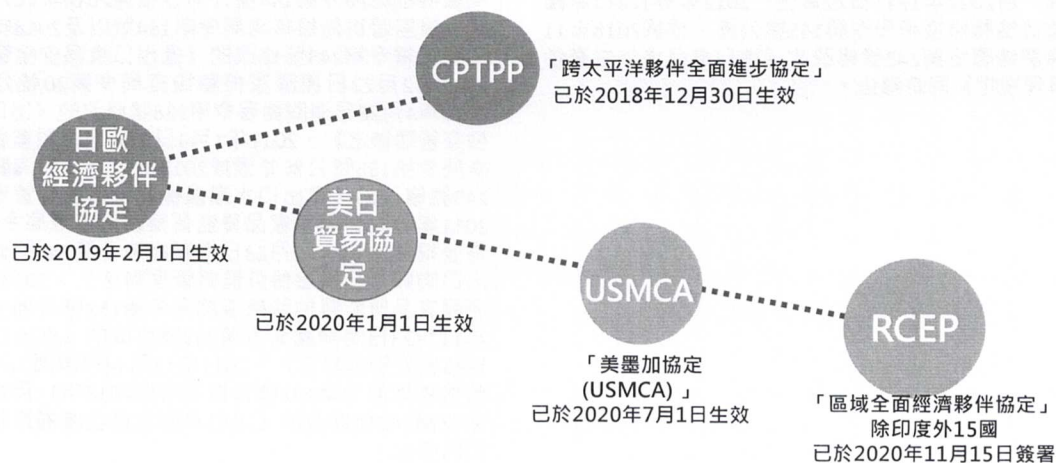 CPTPP
「跨太平洋夥伴全面進步協定」
已於2018年12月30日生效
日歐
經濟夥伴
協定
已於2019年2月1日生效
美日
貿易協
定
已於2020年1月1日生效
USMCA
「美墨加協定
(USMCA) 」
已於2020年7月1日生效
RCEP
「區域全面經濟夥伴協定」
除印度外15國
已於2020年11月15日簽署